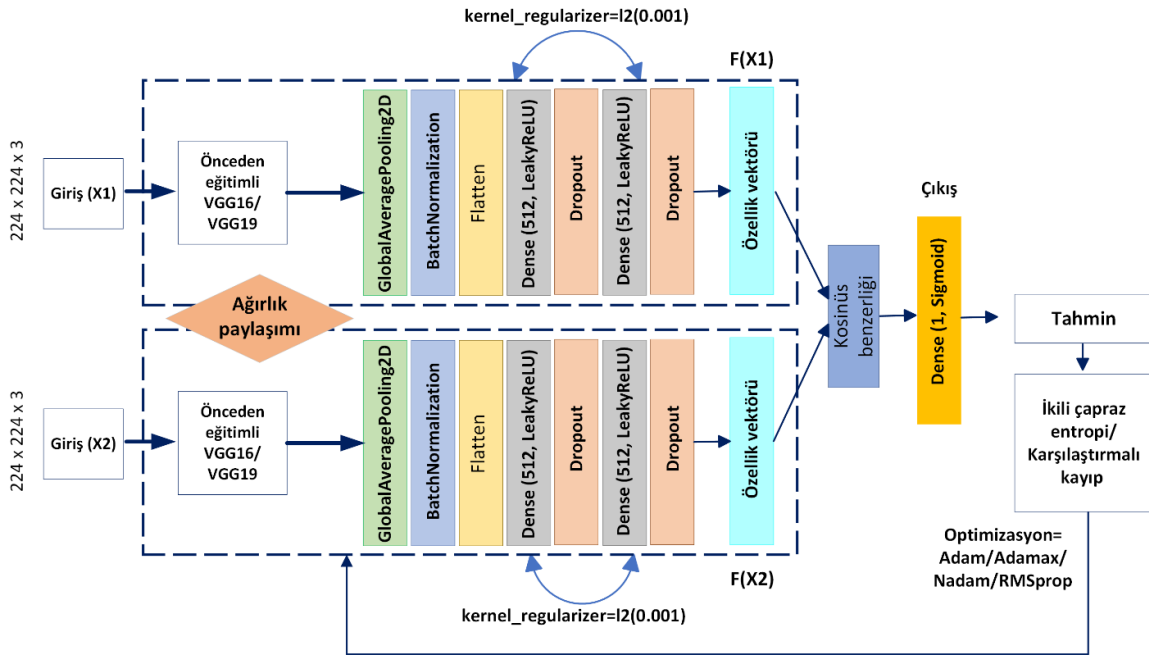 kernel_regularizer=l2(0.001)
F(X1)
224 x 224 x 3
Giriş (X1)
Önceden
eğitimli
VGG16/
VGG19
GlobalAveragePooling2D
BatchNormalization
Flatten
Dense (512, LeakyReLU)
Dropout
Dense (512, LeakyReLU)
Dropout
Özellik vektörü
Ağırlık
paylaşımı
224 x 224 x 3
Giriş (X2)
Önceden
eğitimli
VGG16/
VGG19
GlobalAveragePooling2D
BatchNormalization
Flatten
Dense (512, LeakyReLU)
Dropout
Dense (512, LeakyReLU)
Dropout
Özellik vektörü
F(X2)
kernel_regularizer=l2(0.001)
Kosinüs
benzerliği
Çıkış
Dense (1, Sigmoid)
Tahmin
İkili çapraz
entropi/
Karşılaştırmalı
kayıp
Optimizasyon=
Adam/Adamax/
Nadam/RMSprop